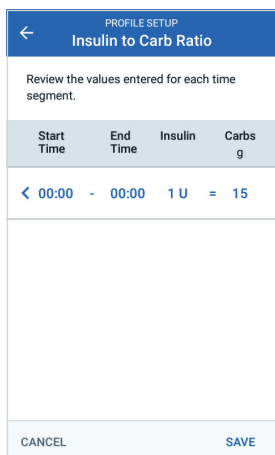 PROFILE SETUP
Insulin to Carb Ratio
Review the values entered for each time
segment.
Start Time End Time Insulin Carbs g
00:00 - 00:00 1 U = 15
CANCEL SAVE